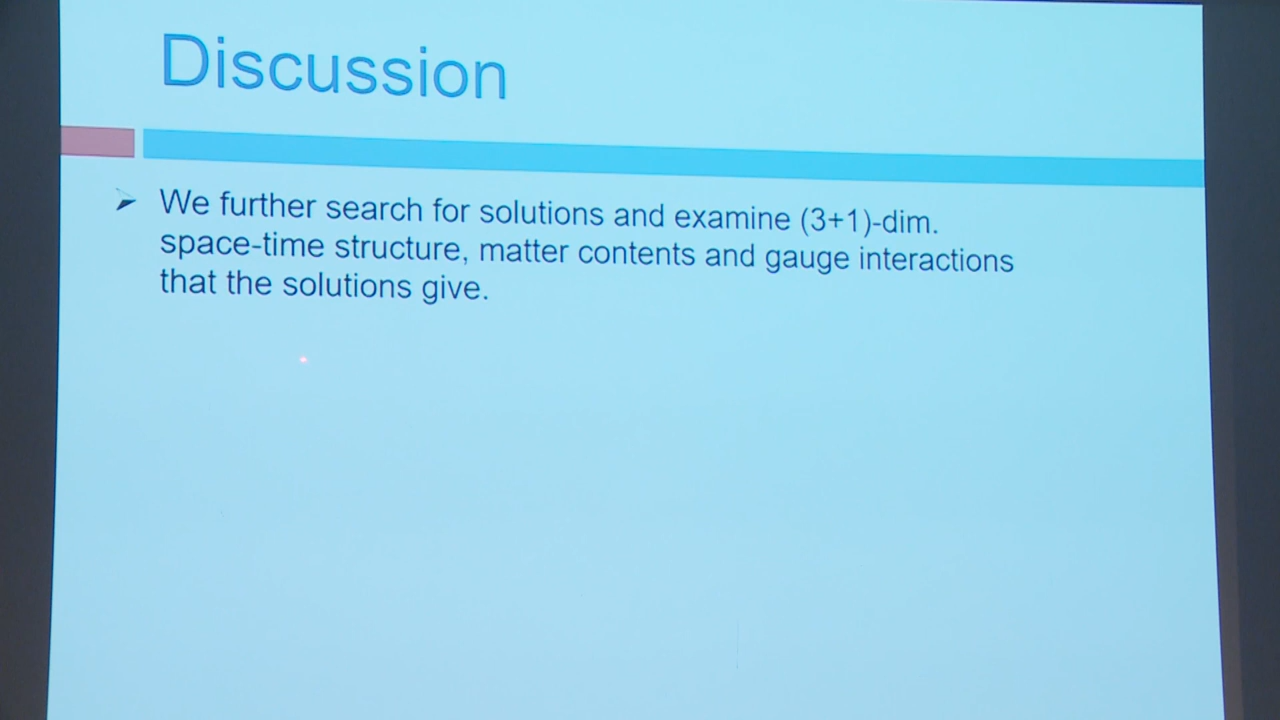 Discussion
We further search for solutions and examine (3+1)-dim.
space-time structure, matter contents and gauge interactions
that the solutions give.